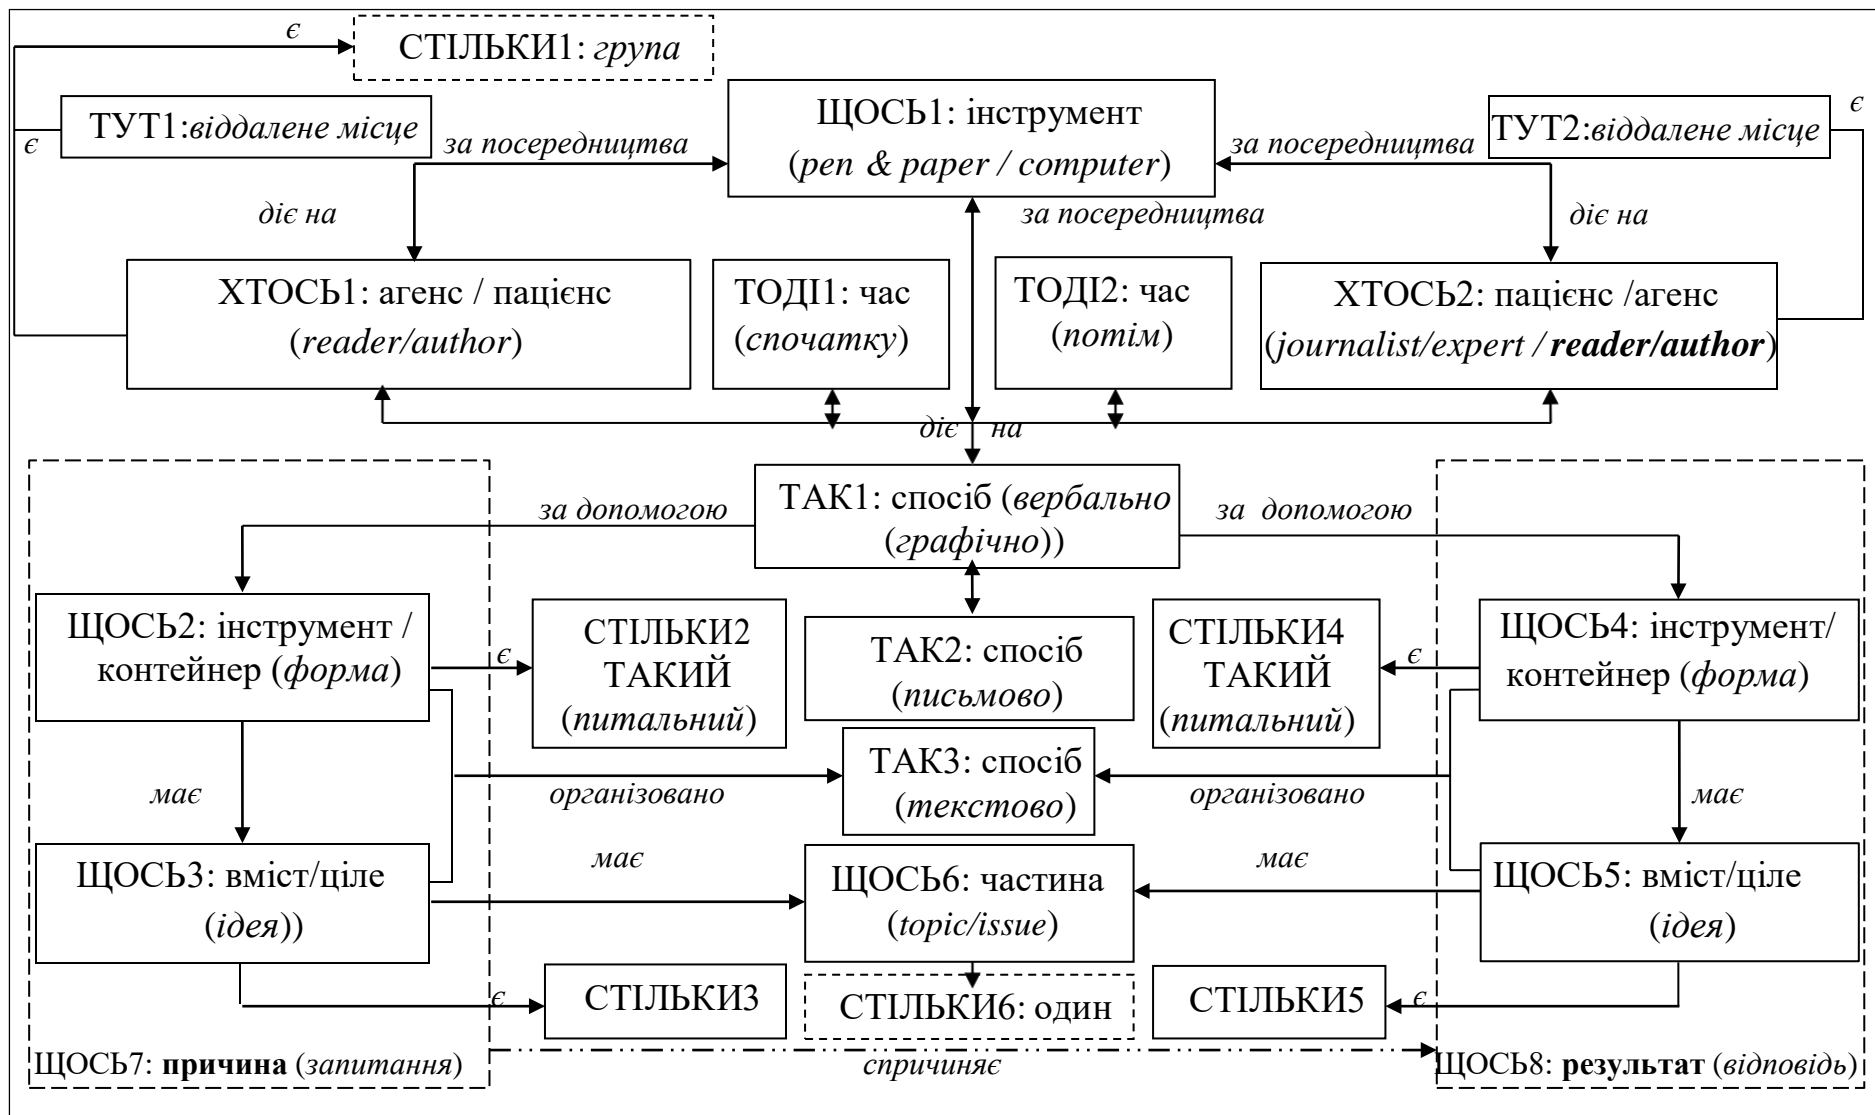 є
СТІЛЬКИ1: група
ТУТ1:віддалене місце
є
за посередництва
ЩОСЬ1: інструмент
(pen & paper / computer)
за посередництва
ТУТ2:віддалене місце
є
діє на
за посередництва
діє на
ХТОСЬ1: агенс / пацієнс
(reader/author)
ТОДІ1: час
(спочатку)
ТОДІ2: час
(потім)
ХТОСЬ2: пацієнс /агенс
(journalist/expert / reader/author)
діє на
ТАК1: спосіб (вербально
(графічно))
за допомогою
за допомогою
ЩОСЬ2: інструмент /
контейнер (форма)
є
СТІЛЬКИ2
ТАКИЙ
(питальний)
ТАК2: спосіб
(письмово)
СТІЛЬКИ4
ТАКИЙ
(питальний)
є
ЩОСЬ4: інструмент/
контейнер (форма)
має
організовано
ТАК3: спосіб
(текстово)
організовано
має
ЩОСЬ3: вміст/ціле
(ідея))
має
ЩОСЬ6: частина
(topic/issue)
має
ЩОСЬ5: вміст/ціле
(ідея)
є
СТІЛЬКИ3
СТІЛЬКИ6: один
СТІЛЬКИ5
є
ЩОСЬ7: причина (запитання)
спричиняє
ЩОСЬ8: результат (відповідь)